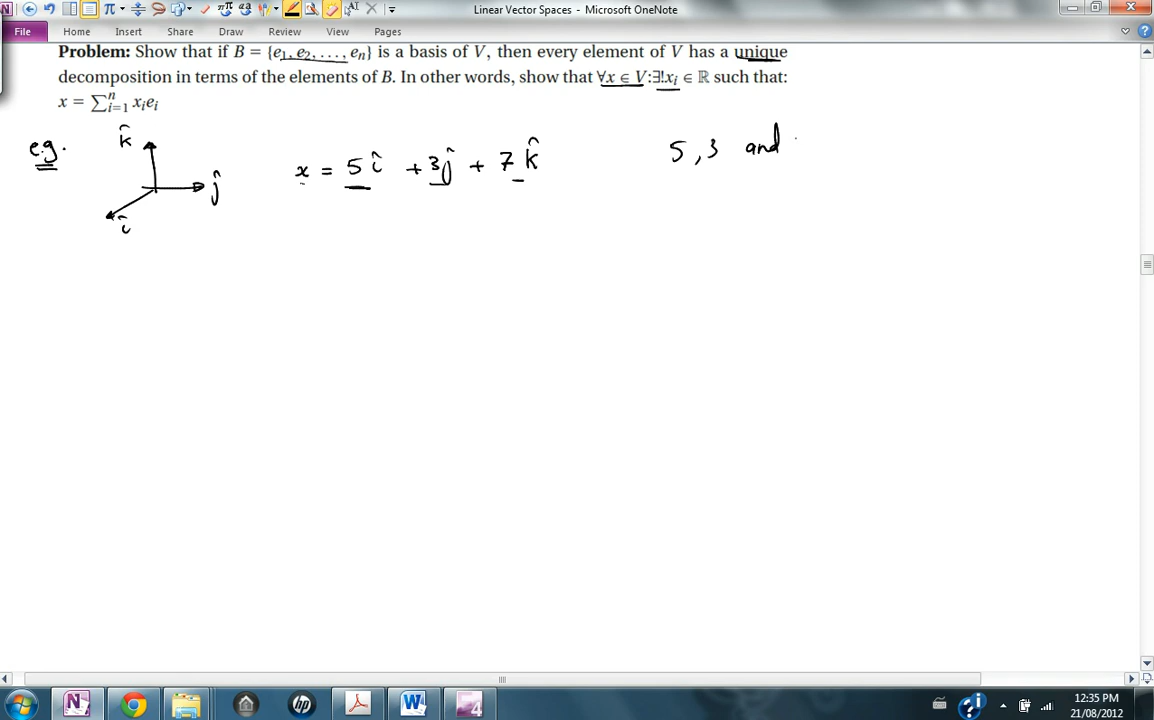 Linear Vector Spaces - Microsoft OneNote
File Home Insert Share Draw Review View Pages
Problem: Show that if B = {e₁, e₂, . . . , eₙ} is a basis of V, then every element of V has a unique
decomposition in terms of the elements of B. In other words, show that ∀x ∈ V:∃!xᵢ ∈ ℝ such that:
x = ∑ⁿᵢ₌₁ xᵢeᵢ
e.g. k̂ ĵ î
x = 5 î + 3ĵ + 7 k̂
5 , 3 and
12:35 PM
21/08/2012